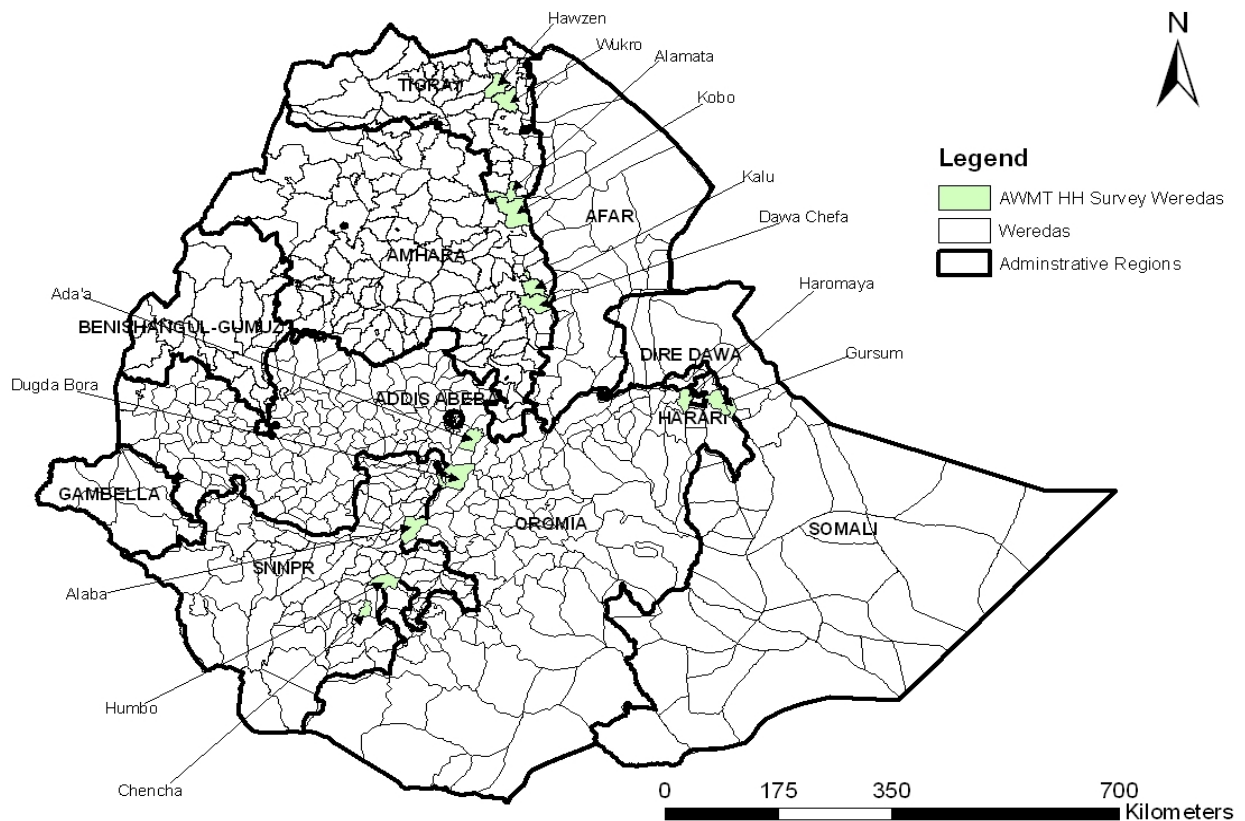 Hawzen
Wukro
Alamata
Kobo
Kalu
Dawa Chefa
Haromaya
Gursum
N
Legend
AWMT HH Survey Weredas
Weredas
Adminstrative Regions
TIGRAY
AFAR
AMHARA
Ada'a
BENISHANGUL-GUMUZ
DIRE DAWA
Dugda Bora
ADDIS ABEBA
HARARI
GAMBELLA
OROMIA
SOMALI
SNNPR
Alaba
Humbo
Chencha
0 175 350 700
Kilometers